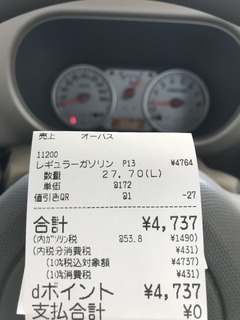 売上 オーパス
11200
レギュラーガソリン P13 ¥4764
数量 27.70(L)
単価 @172
値引きQR @1 -27
合計 ¥4,737
(内ガソリン税 @53.8 ¥1490)
(内税分消費税 ¥431)
(10%税込対象額 ¥4737)
(10%消費税 ¥431)
dポイント ¥4,737
支払合計 ¥0